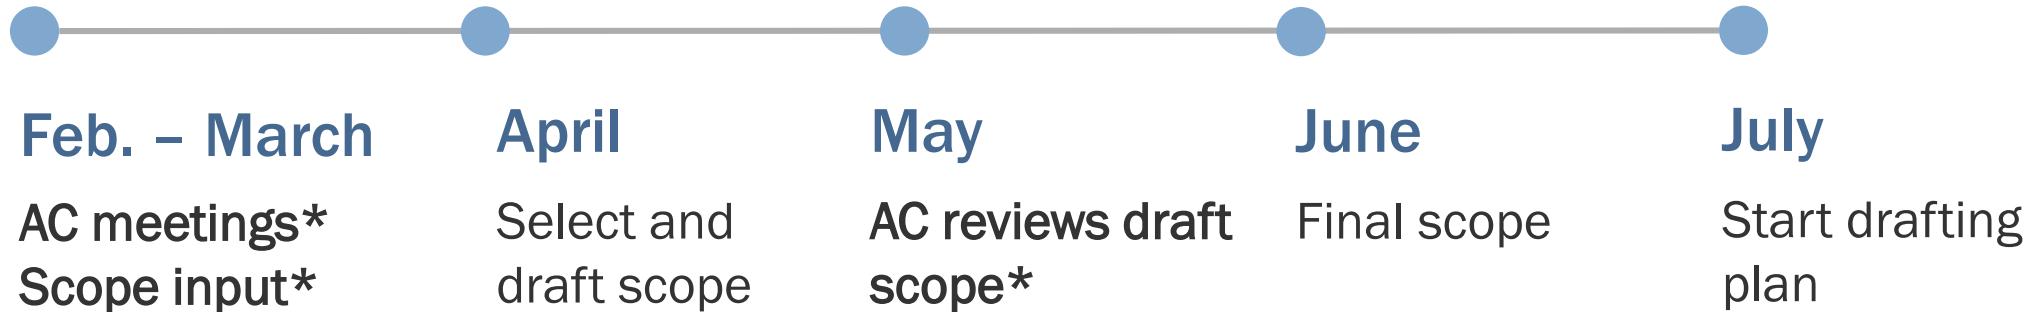 Feb. – March
AC meetings*
Scope input*
April
Select and
draft scope
May
AC reviews draft
scope*
June
Final scope
July
Start drafting
plan